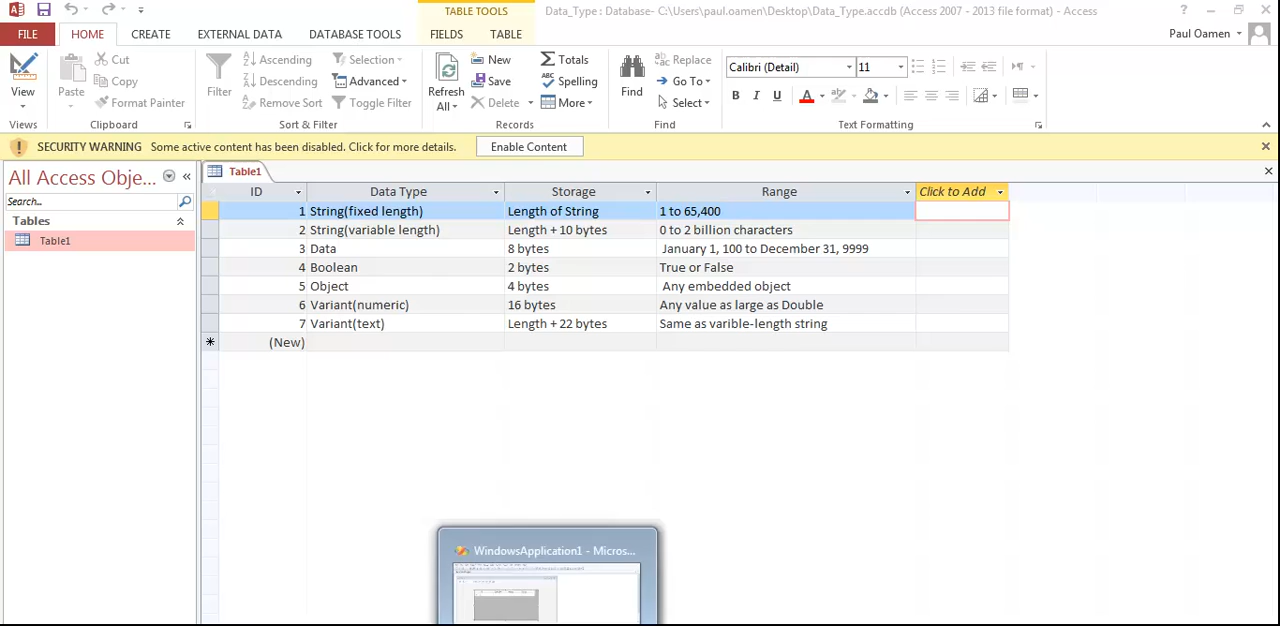 TABLE TOOLS
Data_Type : Database- C:\Users\paul.oamen\Desktop\Data_Type.accdb (Access 2007 - 2013 file format) - Access
FILE HOME CREATE EXTERNAL DATA DATABASE TOOLS FIELDS TABLE
Paul Oamen
View
Views
Paste
Cut
Copy
Format Painter
Clipboard
Filter
Ascending
Descending
Remove Sort
Selection
Advanced
Toggle Filter
Sort & Filter
Refresh
All
New
Save
Delete
Totals
Spelling
More
Records
Find
Replace
Go To
Select
Find
Calibri (Detail) 11
B I U A
Text Formatting
SECURITY WARNING Some active content has been disabled. Click for more details. Enable Content
All Access Obje...
Search...
Tables
Table1
Table1
ID Data Type Storage Range Click to Add
1 String(fixed length) Length of String 1 to 65,400
2 String(variable length) Length + 10 bytes 0 to 2 billion characters
3 Data 8 bytes January 1, 100 to December 31, 9999
4 Boolean 2 bytes True or False
5 Object 4 bytes Any embedded object
6 Variant(numeric) 16 bytes Any value as large as Double
7 Variant(text) Length + 22 bytes Same as varible-length string
(New)
WindowsApplication1 - Micros...